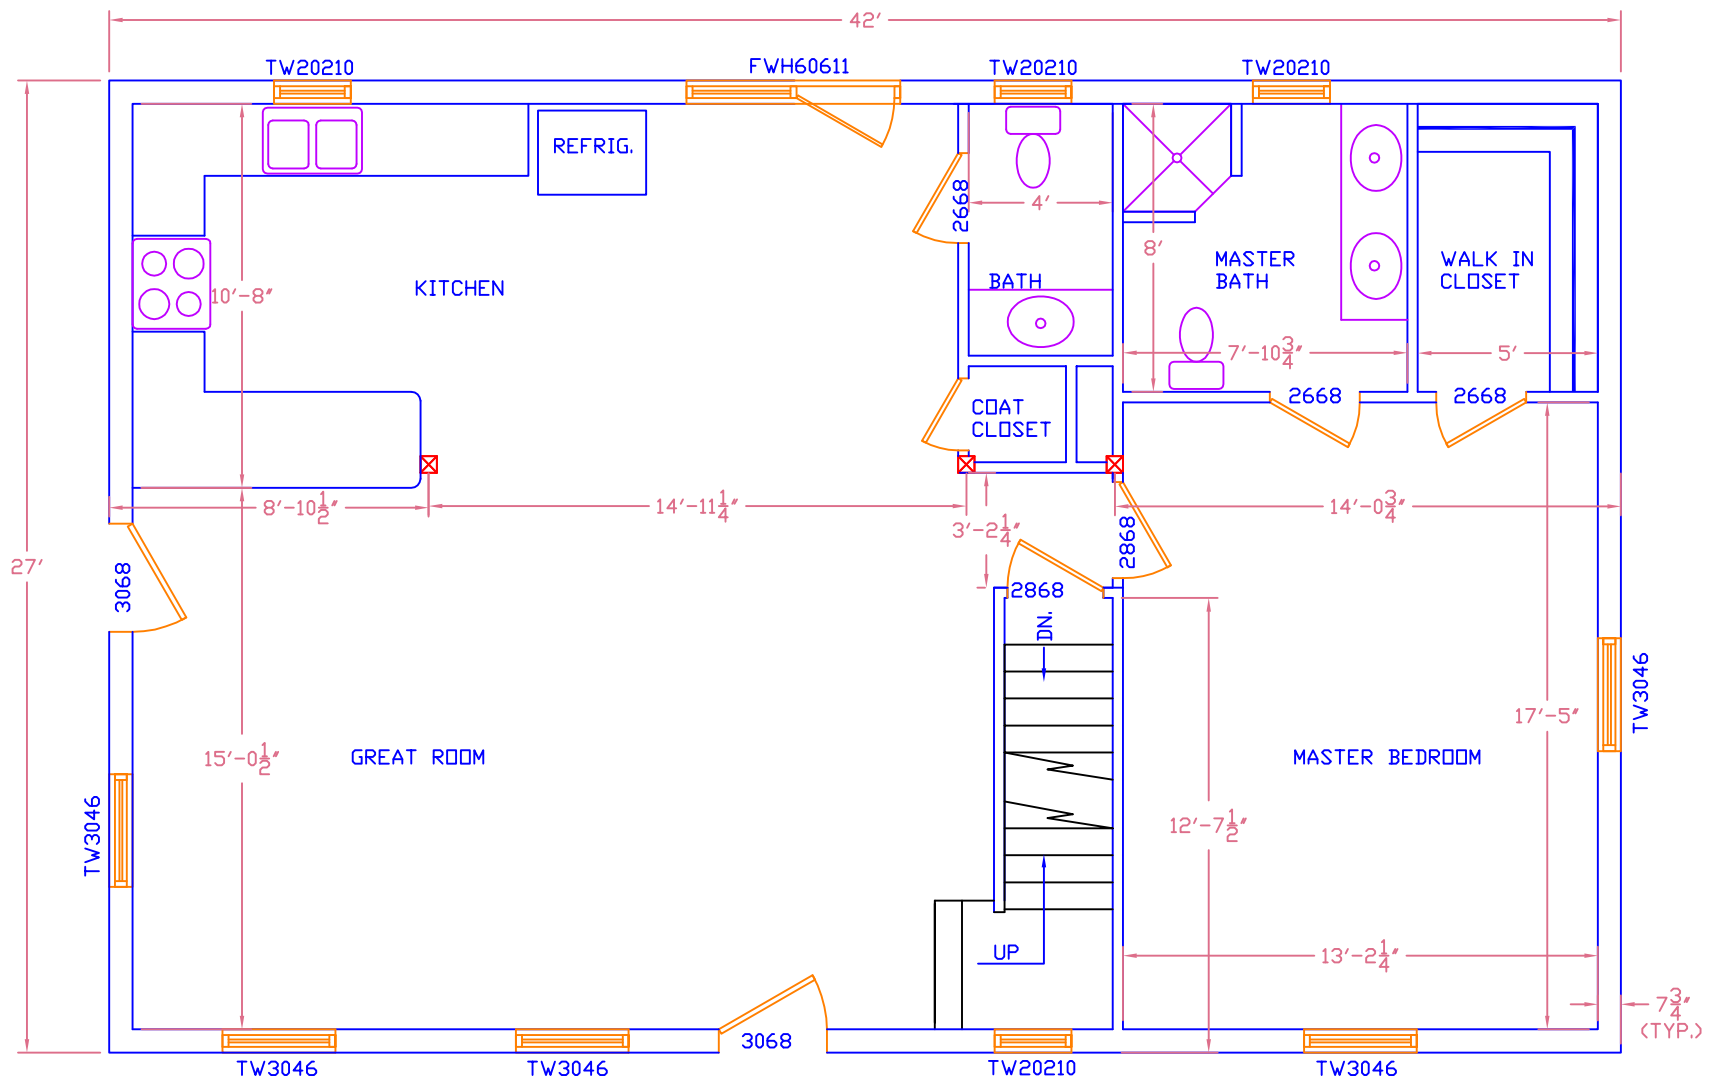 42'
TW20210
FWH60611
TW20210
TW20210
REFRIG.
2668
4'
8'
MASTER
BATH
WALK IN
CLOSET
KITCHEN
10'-8"
BATH
7'-10 3/4"
5'
2668
2668
COAT
CLOSET
8'-10 1/2"
14'-11 1/4"
14'-0 3/4"
3'-2 1/4"
2868
27'
3068
2868
DN.
TW3046
17'-5"
15'-0 1/2"
GREAT ROOM
MASTER BEDROOM
TW3046
12'-7 1/2"
UP
13'-2 1/4"
7 3/4"
(TYP.)
3068
TW3046
TW3046
TW20210
TW3046